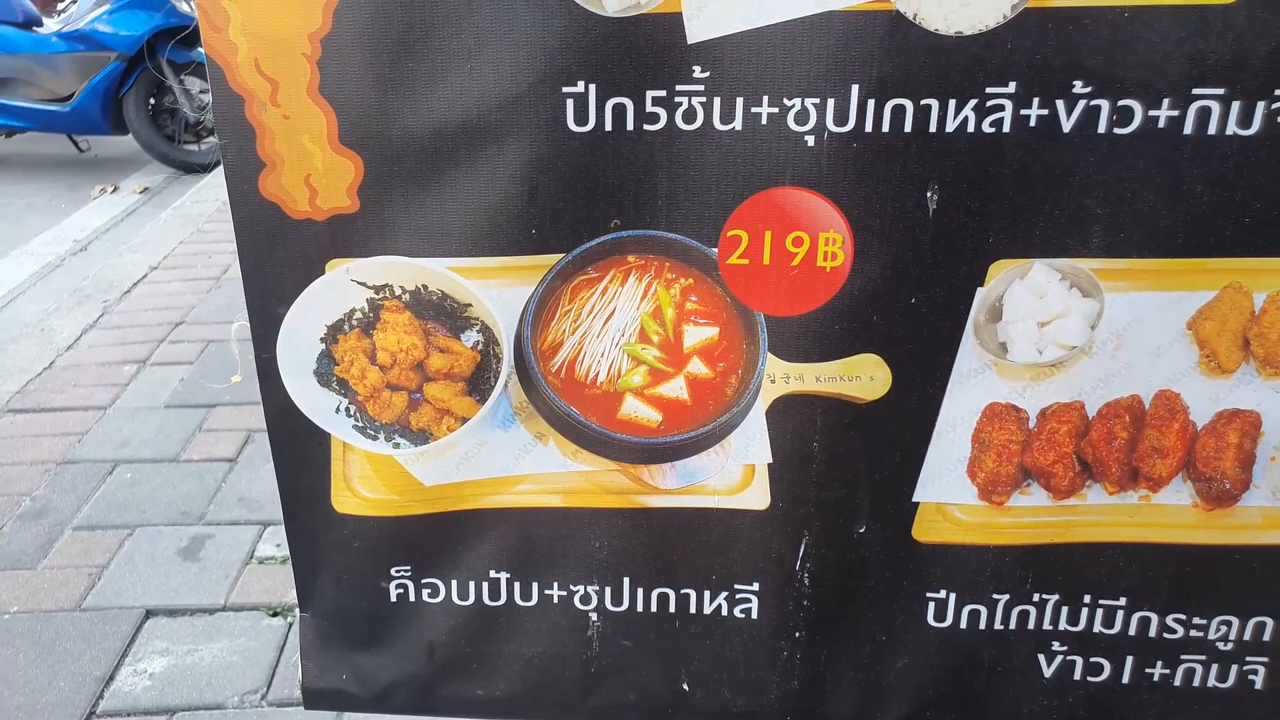 ปีก5ชิ้น+ซุปเกาหลี+ข้าว+กิมจิ
219฿
김군네 KimKun's
ค็อบปับ+ซุปเกาหลี
ปีกไก่ไม่มีกระดูก
ข้าว1+กิมจิ